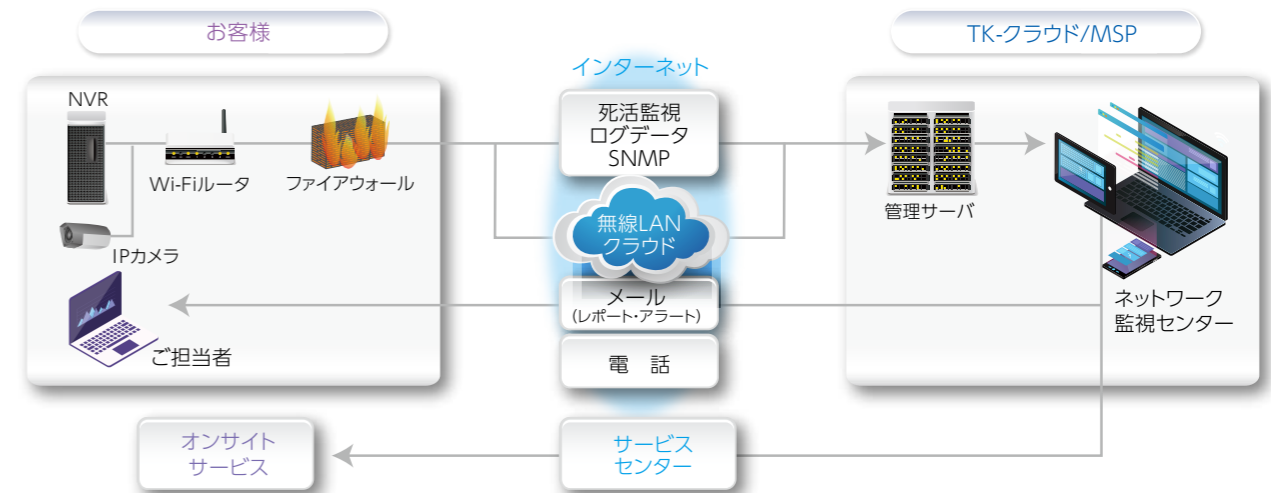 お客様
TK-クラウド/MSP
インターネット
NVR
Wi-Fiルータ
ファイアウォール
IPカメラ
ご担当者
死活監視
ログデータ
SNMP
無線LAN
クラウド
メール
(レポート・アラート)
電　話
管理サーバ
ネットワーク
監視センター
オンサイト
サービス
サービス
センター